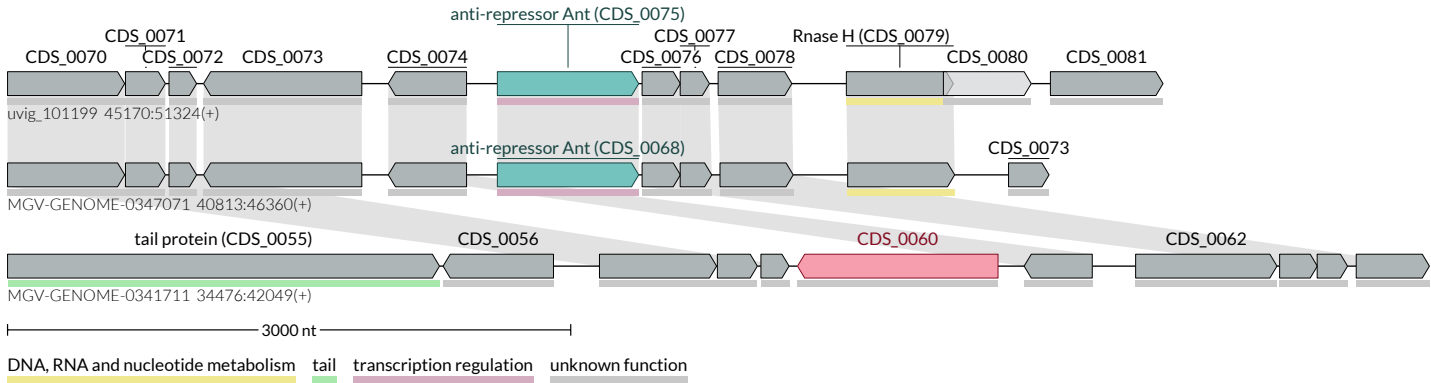 anti-repressor Ant (CDS_0075)
CDS_0071 CDS_0077 Rnase H (CDS_0079)
CDS_0070 CDS_0072 CDS_0073 CDS_0074 CDS_0076 CDS_0078 CDS_0080 CDS_0081
uvig_101199 45170:51324(+)
anti-repressor Ant (CDS_0068) CDS_0073
MGV-GENOME-0347071 40813:46360(+)
tail protein (CDS_0055) CDS_0056 CDS_0060 CDS_0062
MGV-GENOME-0341711 34476:42049(+)
3000 nt
DNA, RNA and nucleotide metabolism tail transcription regulation unknown function